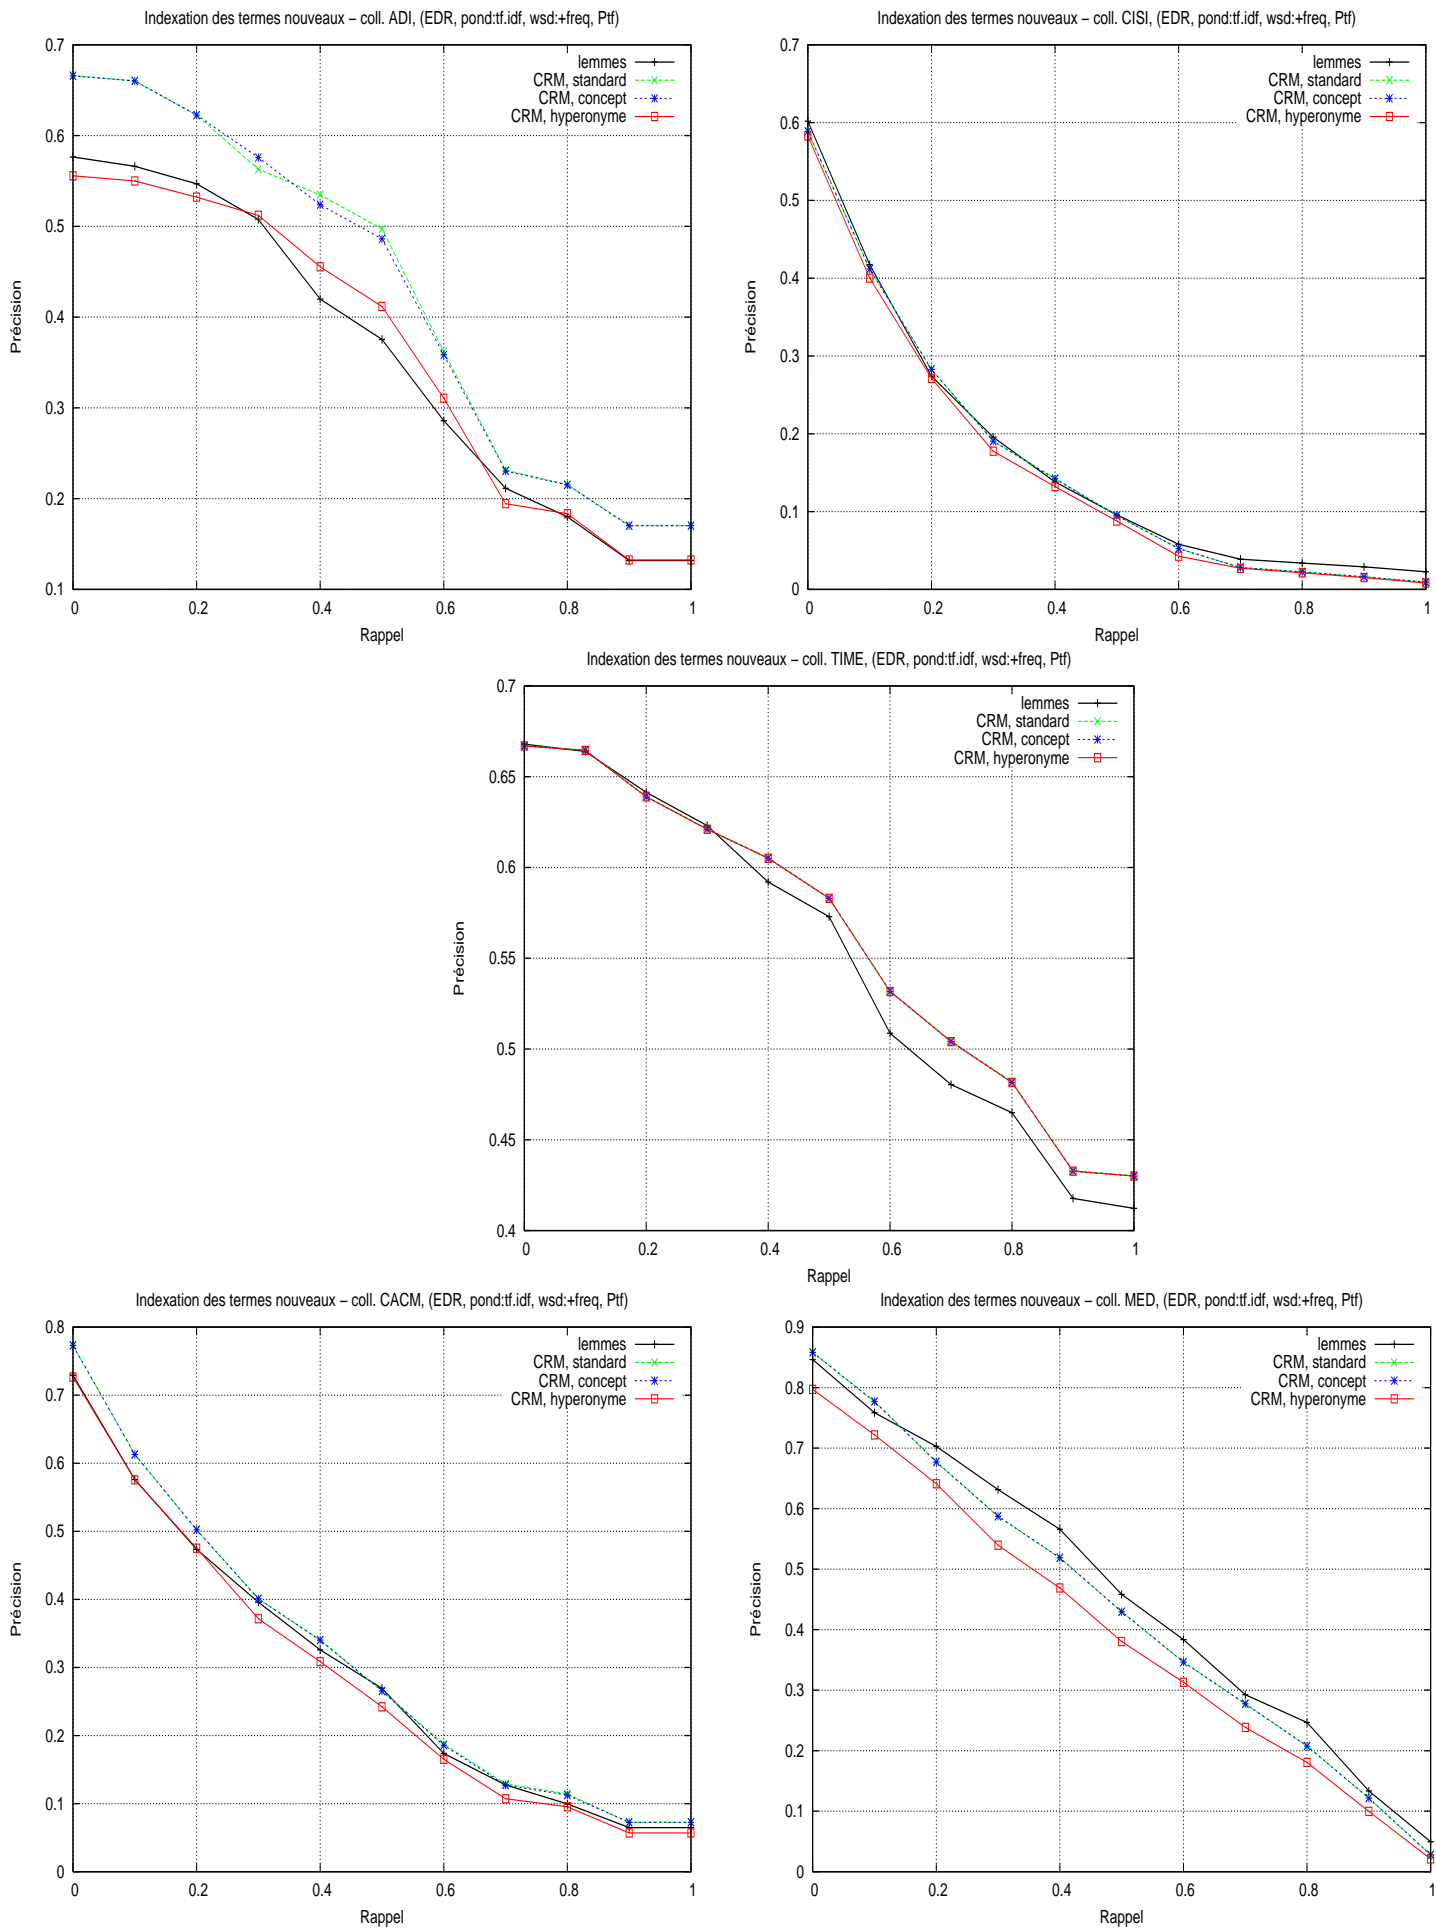 Indexation des termes nouveaux – coll. ADI, (EDR, pond:tf.idf, wsd:+freq, Ptf)
lemmes
CRM, standard
CRM, concept
CRM, hyperonyme
0.7
0.6
0.5
0.4
0.3
0.2
0.1
Précision
0 0.2 0.4 0.6 0.8 1
Rappel
Indexation des termes nouveaux – coll. CISI, (EDR, pond:tf.idf, wsd:+freq, Ptf)
lemmes
CRM, standard
CRM, concept
CRM, hyperonyme
0.7
0.6
0.5
0.4
0.3
0.2
0.1
0
Précision
0 0.2 0.4 0.6 0.8 1
Rappel
Indexation des termes nouveaux – coll. TIME, (EDR, pond:tf.idf, wsd:+freq, Ptf)
lemmes
CRM, standard
CRM, concept
CRM, hyperonyme
0.7
0.65
0.6
0.55
0.5
0.45
0.4
Précision
0 0.2 0.4 0.6 0.8 1
Rappel
Indexation des termes nouveaux – coll. CACM, (EDR, pond:tf.idf, wsd:+freq, Ptf)
lemmes
CRM, standard
CRM, concept
CRM, hyperonyme
0.8
0.7
0.6
0.5
0.4
0.3
0.2
0.1
0
Précision
0 0.2 0.4 0.6 0.8 1
Rappel
Indexation des termes nouveaux – coll. MED, (EDR, pond:tf.idf, wsd:+freq, Ptf)
lemmes
CRM, standard
CRM, concept
CRM, hyperonyme
0.9
0.8
0.7
0.6
0.5
0.4
0.3
0.2
0.1
0
Précision
0 0.2 0.4 0.6 0.8 1
Rappel